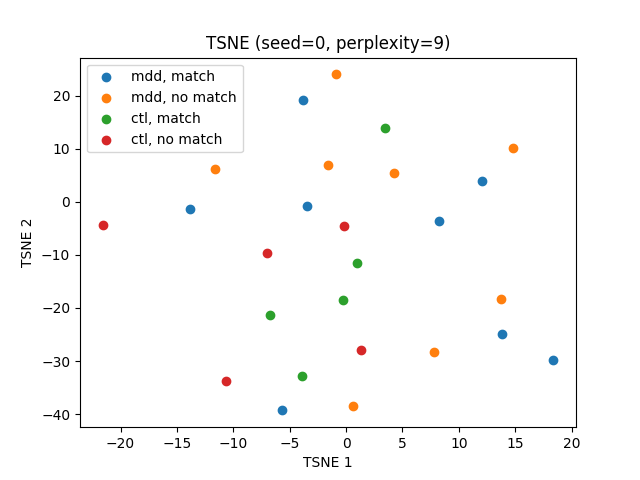 TSNE (seed=0, perplexity=9)
mdd, match
mdd, no match
ctl, match
ctl, no match
20
10
0
−10
−20
−30
−40
TSNE 2
−20 −15 −10 −5 0 5 10 15 20
TSNE 1